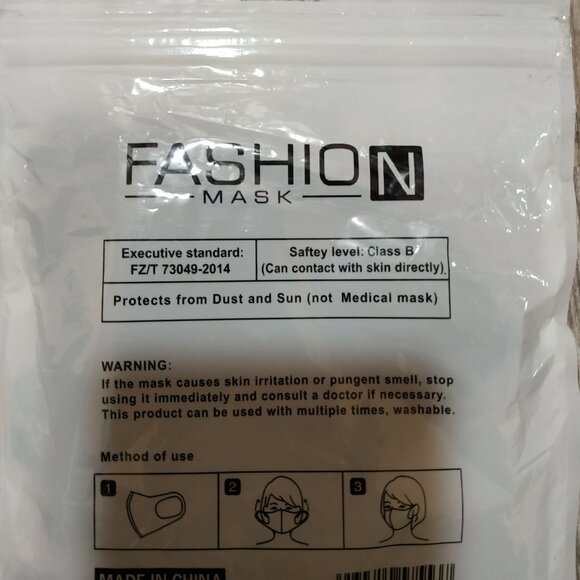 FASHION
MASK
Executive standard:
FZ/T 73049-2014
Saftey level: Class B
(Can contact with skin directly).
Protects from Dust and Sun (not Medical mask)
WARNING:
If the mask causes skin irritation or pungent smell, stop
using it immediately and consult a doctor if necessary.
This product can be used with multiple times, washable.
Method of use
1
2
3
MADE IN CHINA